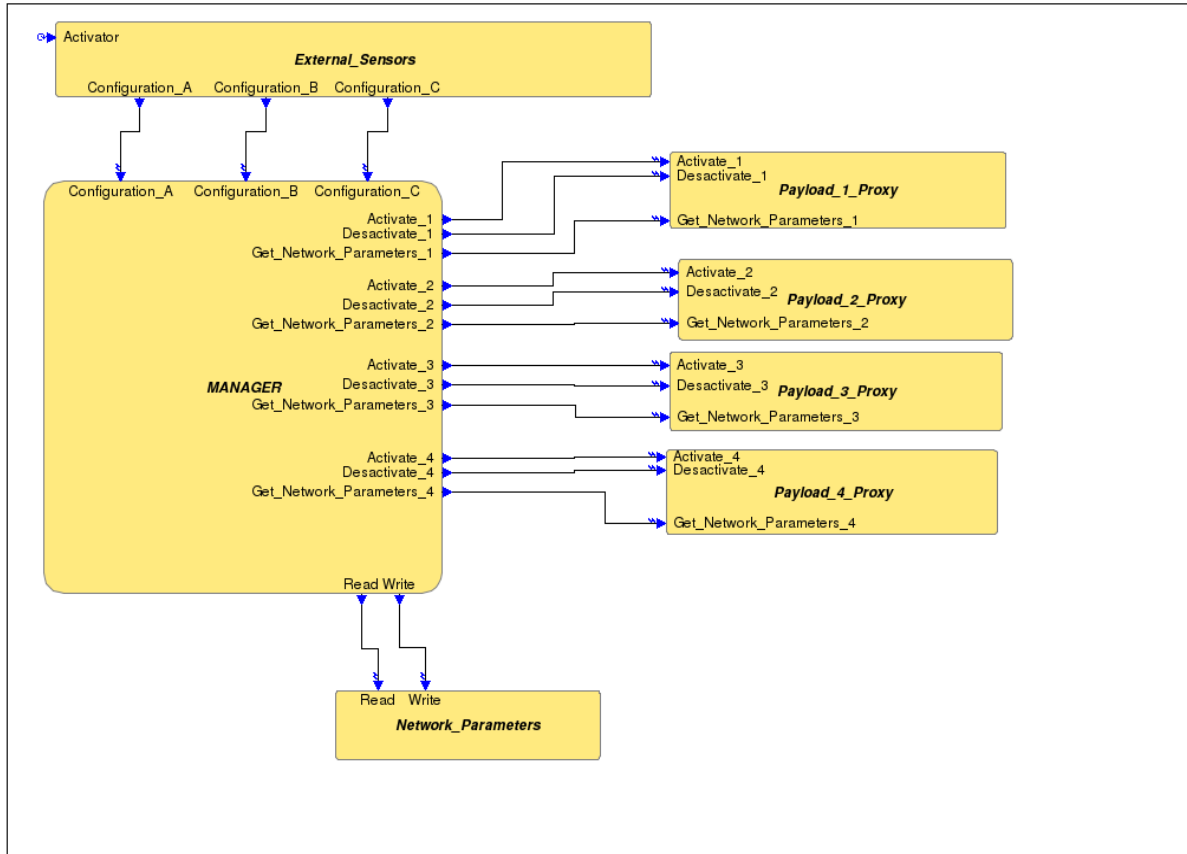 Activator
External_Sensors
Configuration_A Configuration_B Configuration_C
Configuration_A Configuration_B Configuration_C
Activate_1
Desactivate_1
Get_Network_Parameters_1
Activate_2
Desactivate_2
Get_Network_Parameters_2
Activate_3
MANAGER
Desactivate_3
Get_Network_Parameters_3
Activate_4
Desactivate_4
Get_Network_Parameters_4
Read Write
Activate_1
Desactivate_1
Payload_1_Proxy
Get_Network_Parameters_1
Activate_2
Desactivate_2
Payload_2_Proxy
Get_Network_Parameters_2
Activate_3
Desactivate_3
Payload_3_Proxy
Get_Network_Parameters_3
Activate_4
Desactivate_4
Payload_4_Proxy
Get_Network_Parameters_4
Read Write
Network_Parameters